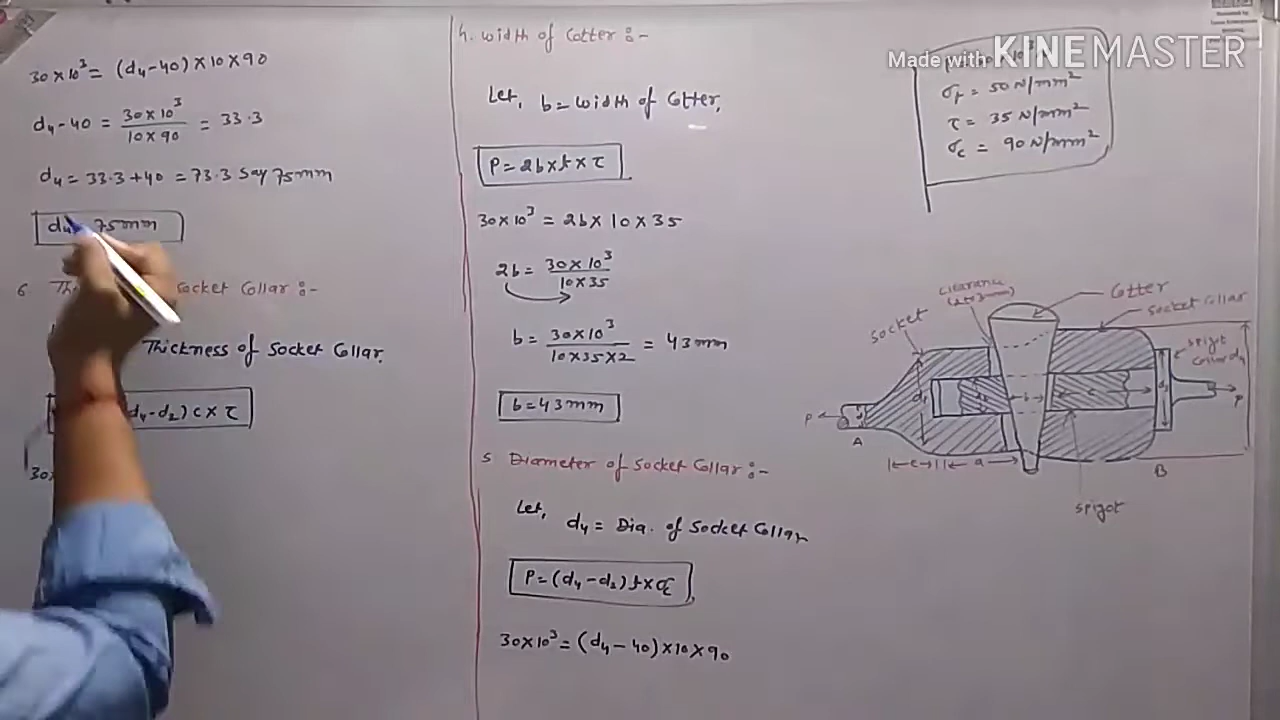 30×10³ = (d₄-40)×10×90
d₄-40 = 30×10³ / 10×90 = 33.3
d₄ = 33.3+40 = 73.3 Say 75mm
d₄ 75mm
6 Socket Collar :-
Thickness of Socket Collar.
d₄-d₂) c×τ
30×
4. Width of Cotter :-
Let, b = width of Cotter,
P = 2b×t×τ
30×10³ = 2b×10×35
2b = 30×10³ / 10×35
b = 30×10³ / 10×35×2 = 43mm
b = 43mm
5 Diameter of Socket Collar :-
Let, d₄ = Dia. of Socket Collar
P = (d₄-d₂) t×σc
30×10³ = (d₄-40)×10×90
Made with KINEMASTER
σt = 50 N/mm²
τ = 35 N/mm²
σc = 90 N/mm²
clearance
Cotter
Socket Collar
Socket
spigot
collar d₄
P
A
d
b
c
P
e
a
B
spigot